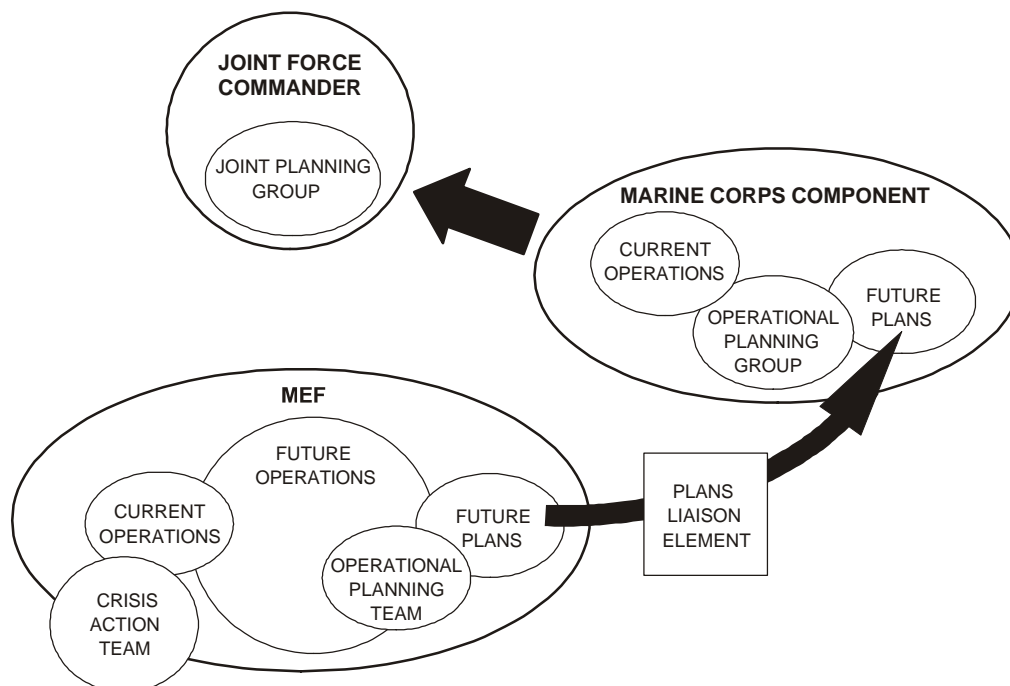 JOINT FORCE
COMMANDER
JOINT PLANNING
GROUP
MARINE CORPS COMPONENT
CURRENT
OPERATIONS
OPERATIONAL
PLANNING
GROUP
FUTURE
PLANS
MEF
FUTURE
OPERATIONS
CURRENT
OPERATIONS
CRISIS
ACTION
TEAM
OPERATIONAL
PLANNING
TEAM
FUTURE
PLANS
PLANS
LIAISON
ELEMENT